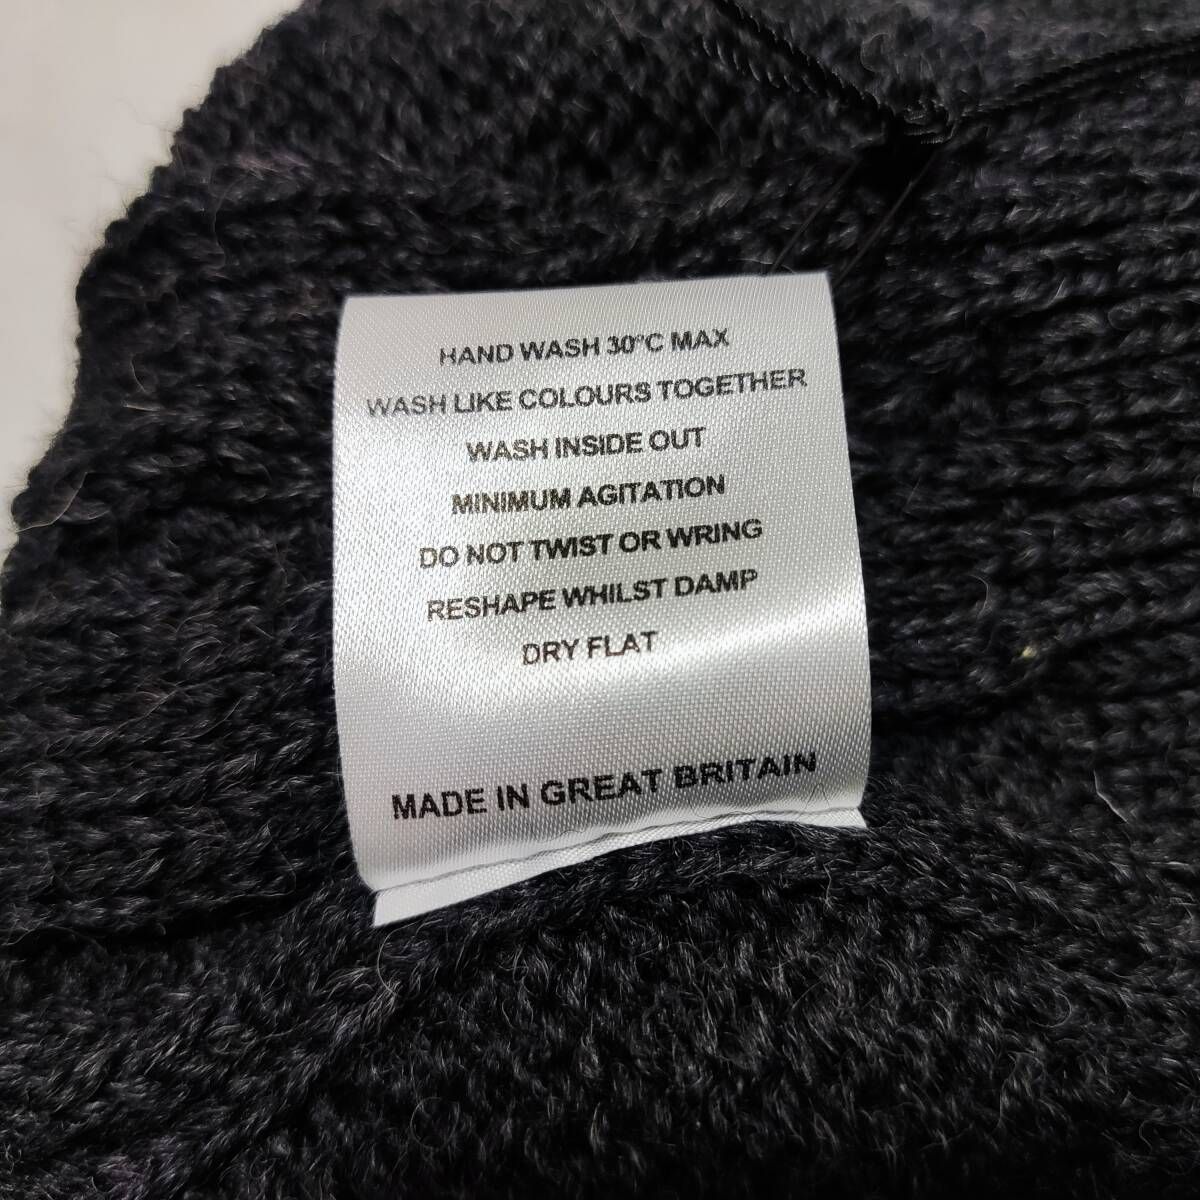 HAND WASH 30°C MAX
WASH LIKE COLOURS TOGETHER
WASH INSIDE OUT
MINIMUM AGITATION
DO NOT TWIST OR WRING
RESHAPE WHILST DAMP
DRY FLAT
MADE IN GREAT BRITAIN